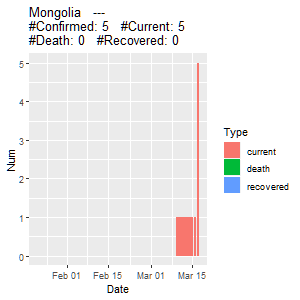 Mongolia   ---
#Confirmed: 5   #Current: 5
#Death: 0   #Recovered: 0
5
4
3
2
1
0
Num
Feb 01
Feb 15
Mar 01
Mar 15
Date
Type
current
death
recovered